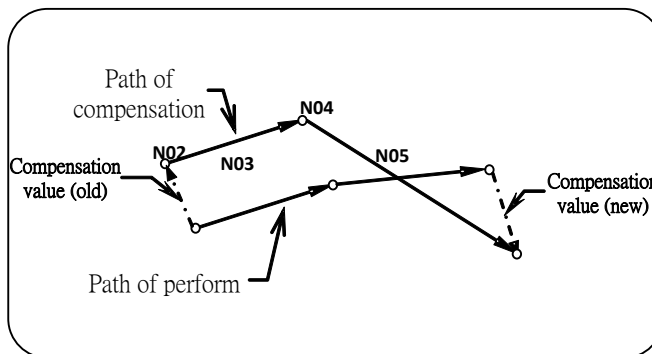 Path of
compensation
N04
N02
N03
N05
Compensation
value (old)
Compensation
value (new)
Path of perform